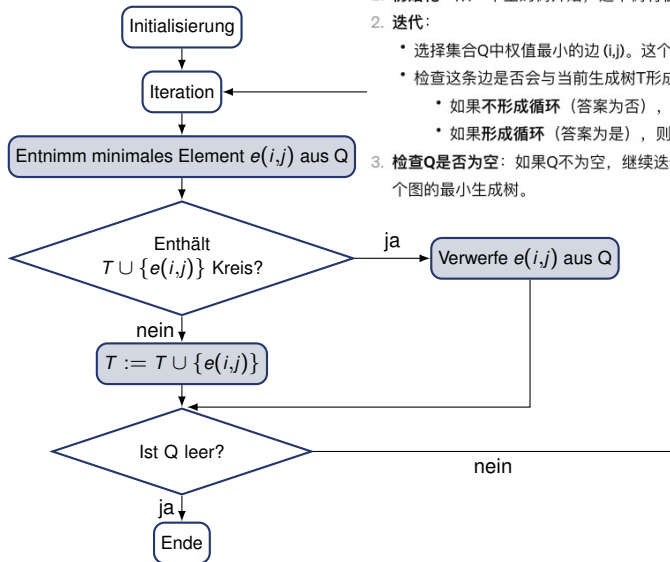 Initialisierung
Iteration
Entnimm minimales Element e(i,j) aus Q
Enthält
T ∪ {e(i,j)} Kreis?
ja
Verwerfe e(i,j) aus Q
nein
T := T ∪ {e(i,j)}
Ist Q leer?
nein
ja
Ende
2. 迭代：
• 选择集合Q中权值最小的边 (i,j)。这个
• 检查这条边是否会与当前生成树T形成
• 如果不形成循环（答案为否），
• 如果形成循环（答案为是），则
3. 检查Q是否为空：如果Q不为空，继续迭
个图的最小生成树。